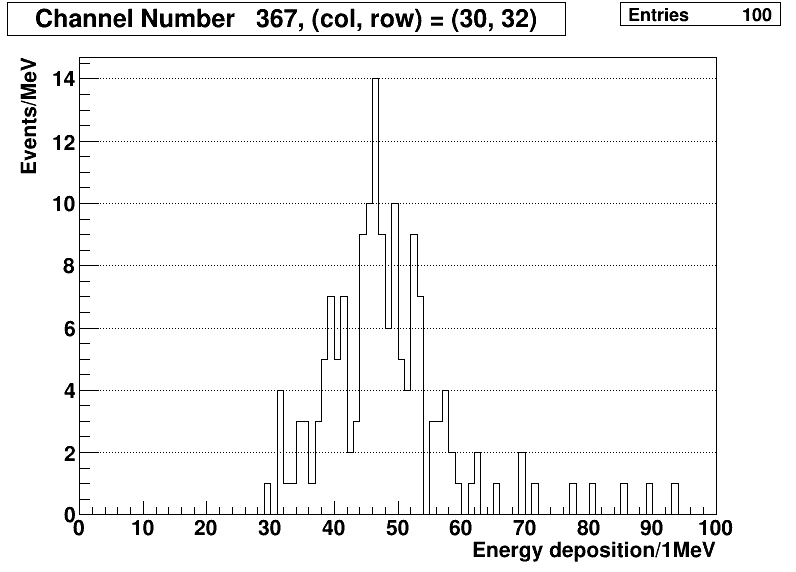 Channel Number 367, (col, row) = (30, 32)
Entries 100
Events/MeV
14
12
10
8
6
4
2
0
0 10 20 30 40 50 60 70 80 90 100
Energy deposition/1MeV